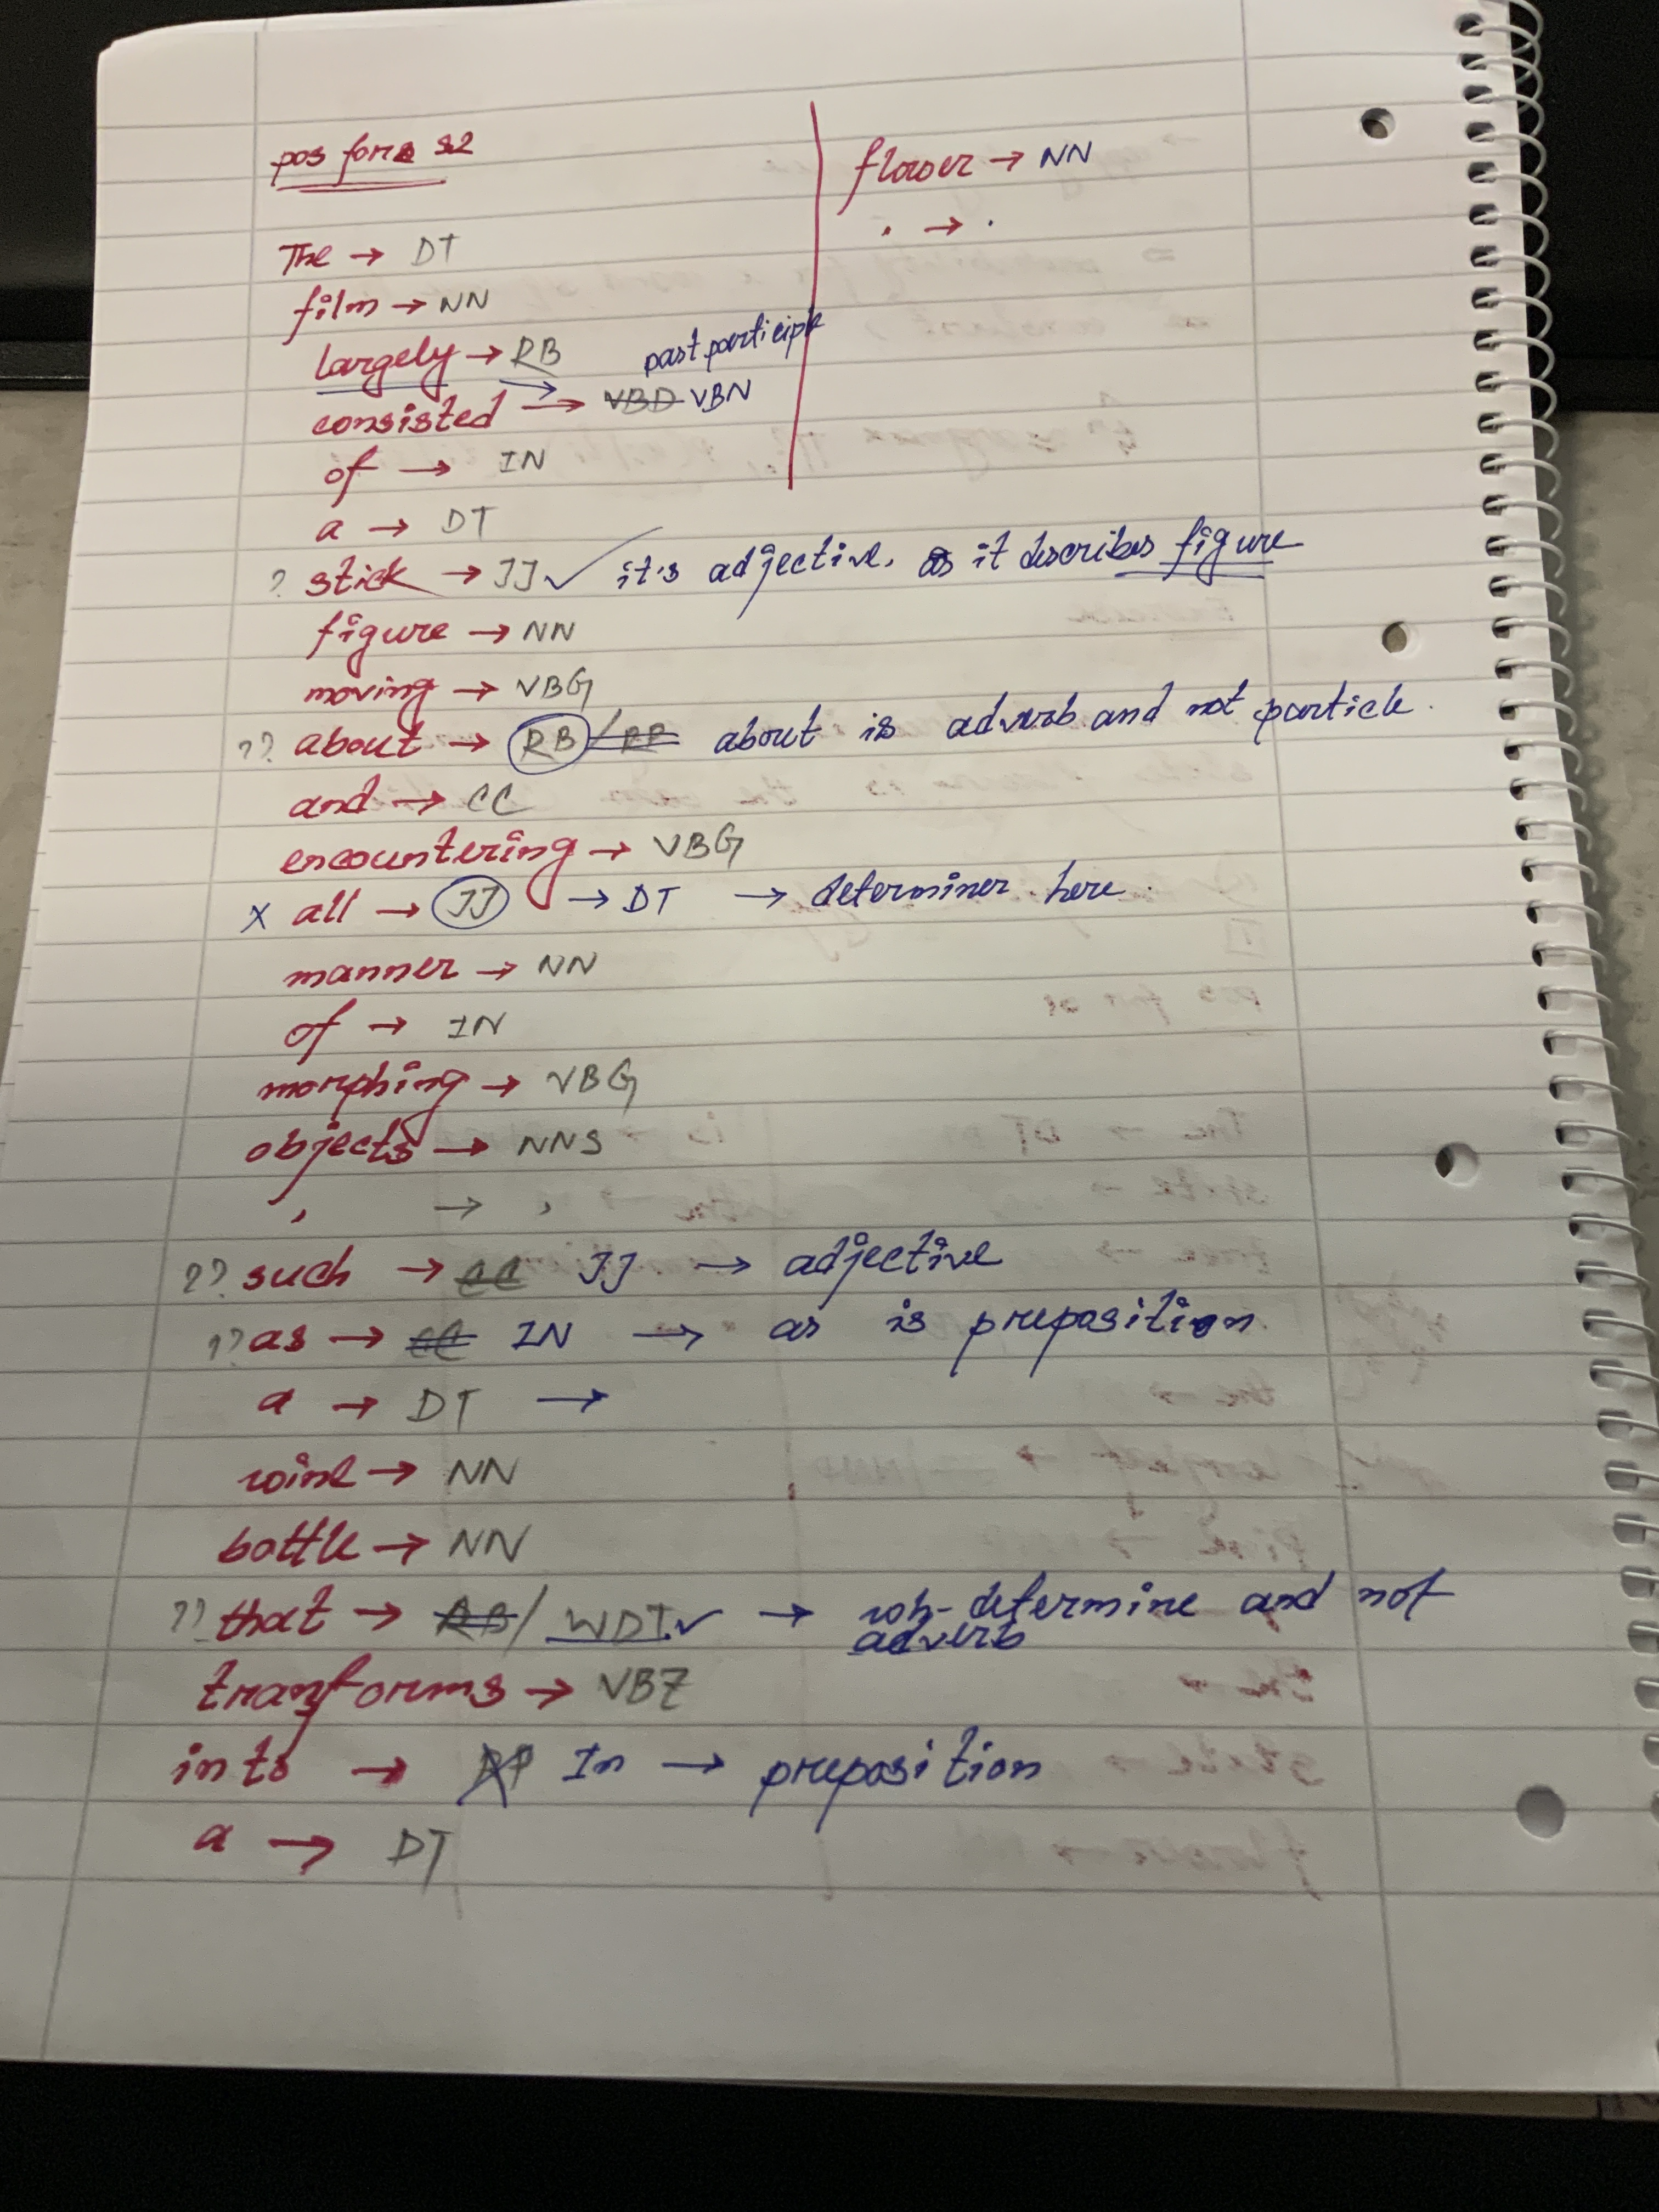 pos for s2
The → DT
film → NN
largely → RB
past participle
consisted → VBD VBN
of → IN
a → DT
? stick → JJ ✓ it's adjective. as it describes figure
figure → NN
moving → VBG
?? about → RB / RP about is adverb and not particle.
and → CC
encountering → VBG
x all → JJ → DT → determiner here.
manner → NN
of → IN
morphing → VBG
objects → NNS
, → ,
?? such → CC JJ → adjective
?? as → CC IN → as is preposition.
a → DT →
wine → NN
bottle → NN
?? that → RB / WDT ✓ → wh-determine and not
adverb
transforms → VBZ
into → RP In → preposition
a → DT
flower → NN
. → .